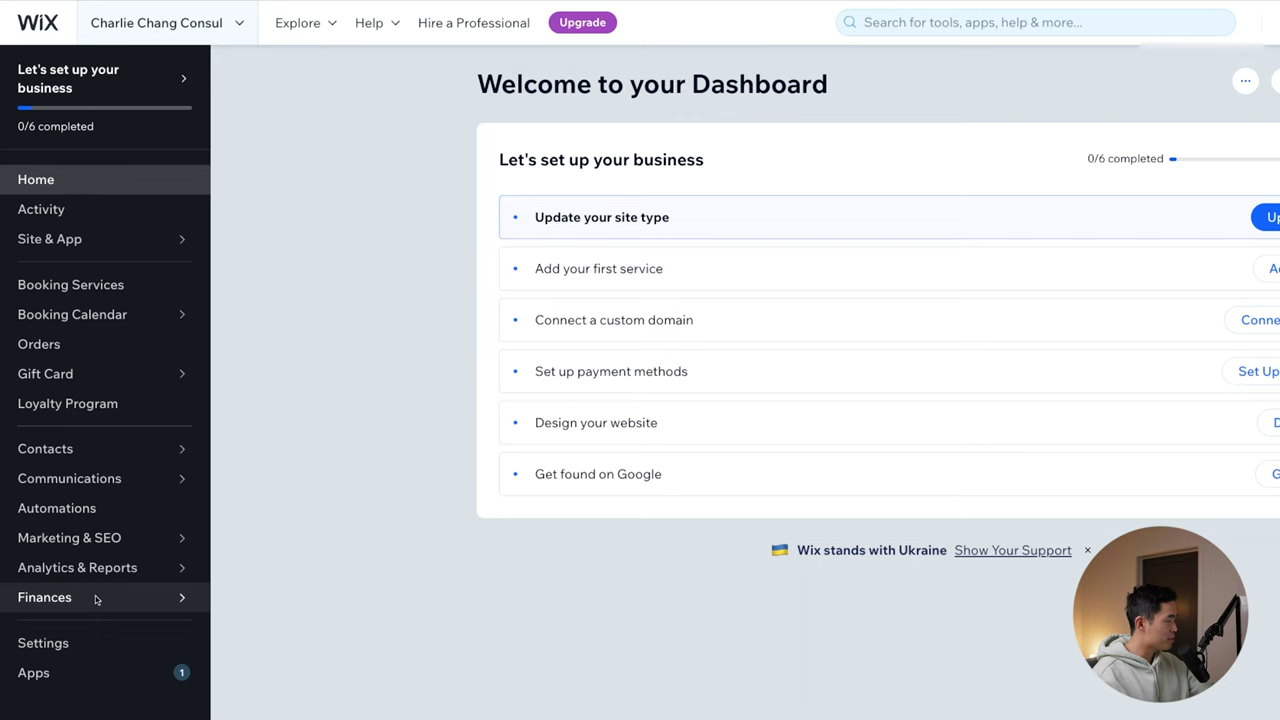 WiX
Charlie Chang Consul
Explore
Help
Hire a Professional
Upgrade
Search for tools, apps, help & more...
Let's set up your
business
0/6 completed
Home
Activity
Site & App
Booking Services
Booking Calendar
Orders
Gift Card
Loyalty Program
Contacts
Communications
Automations
Marketing & SEO
Analytics & Reports
Finances
Settings
Apps
1
Welcome to your Dashboard
...
Let's set up your business
0/6 completed
Update your site type
Up
Add your first service
Connect a custom domain
Conne
Set up payment methods
Set Up
Design your website
Get found on Google
Wix stands with Ukraine Show Your Support ×